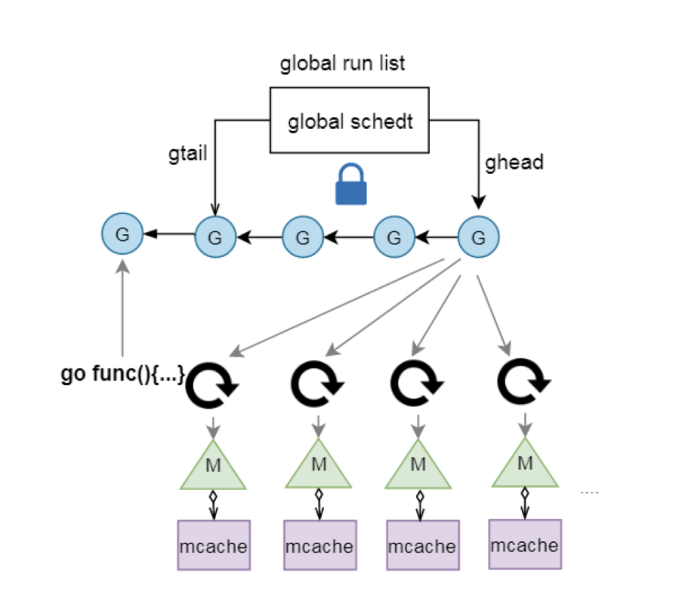 global run list
global schedt
gtail
ghead
G
G
G
G
G
go func(){...}
M
M
M
M
....
mcache
mcache
mcache
mcache